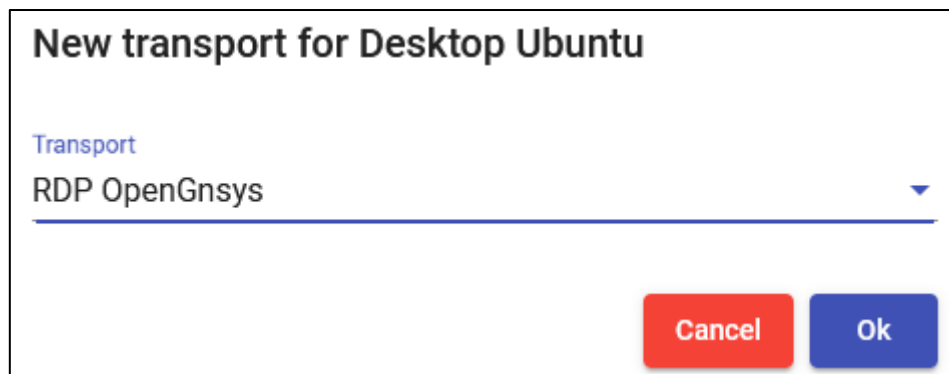 New transport for Desktop Ubuntu
Transport
RDP OpenGnsys
Cancel Ok